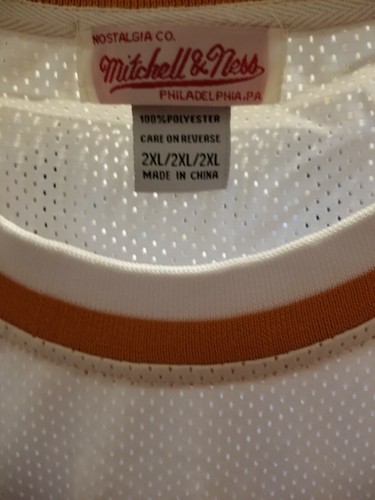 NOSTALGIA CO.
Mitchell & Ness
PHILADELPHIA, PA
100% POLYESTER
CARE ON REVERSE
2XL/2XL/2XL
MADE IN CHINA